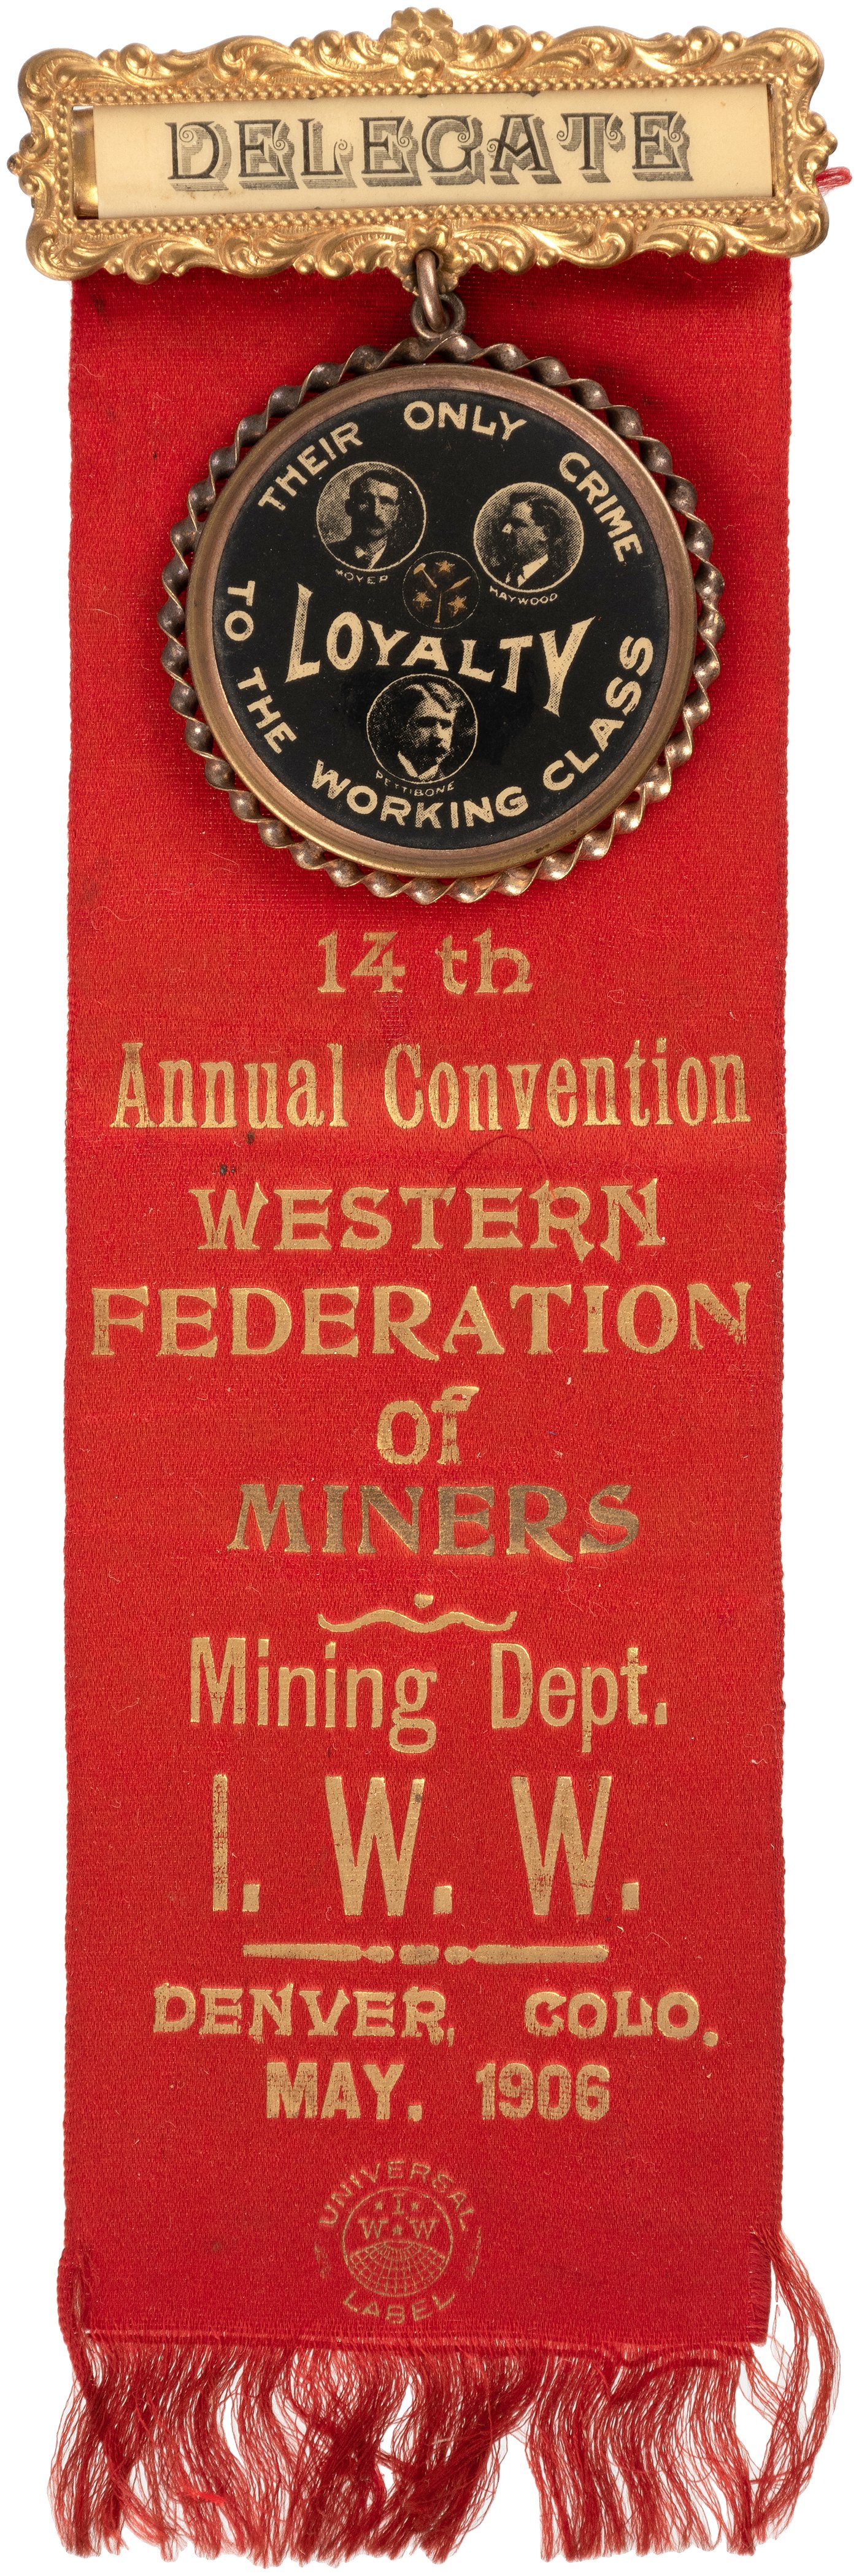 DELEGATE
THEIR ONLY CRIME
MOYER
HAYWOOD
LOYALTY
PETTIBONE
TO THE WORKING CLASS
14 th
Annual Convention
WESTERN
FEDERATION
of
MINERS
Mining Dept.
I. W. W.
DENVER, COLO.
MAY. 1906
UNIVERSAL
I
W W
LABEL